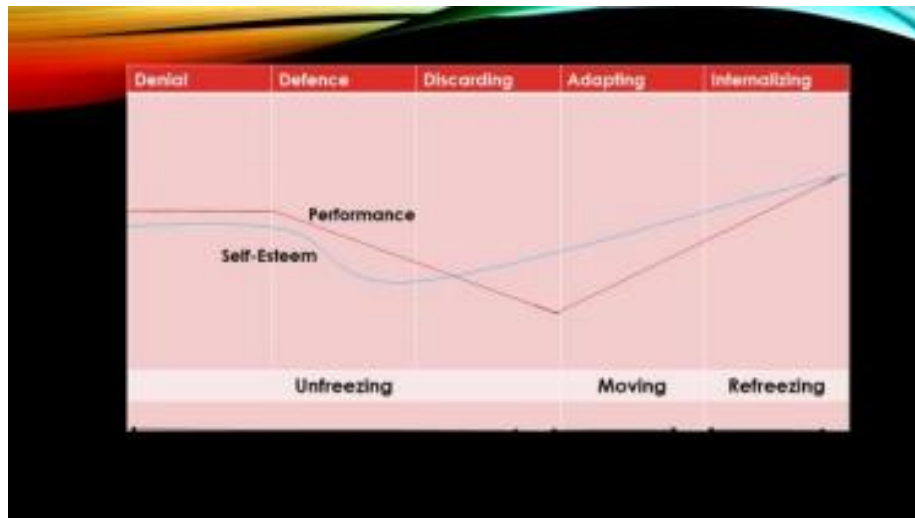 Denial Defence Discarding Adapting Internalizing
Performance
Self-Esteem
Unfreezing Moving Refreezing